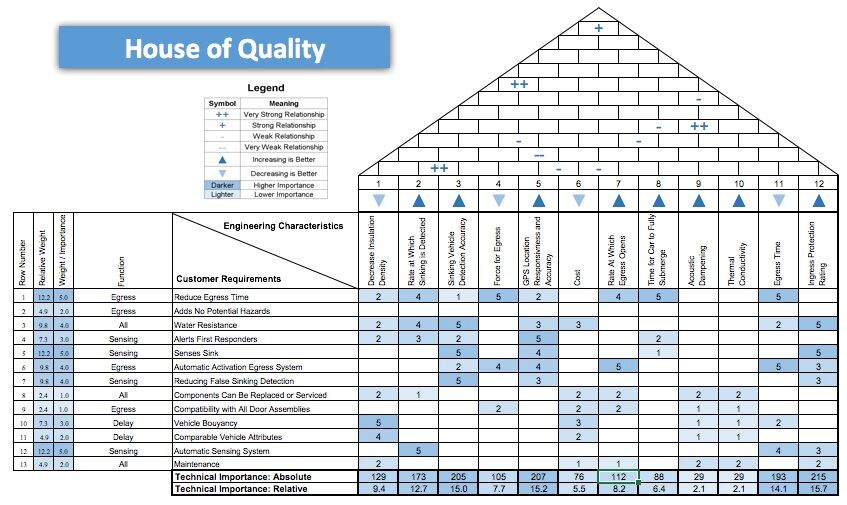 House of Quality
Legend
Symbol Meaning
++ Very Strong Relationship
+ Strong Relationship
- Weak Relationship
-- Very Weak Relationship
▲ Increasing is Better
▼ Decreasing is Better
Darker Higher Importance
Lighter Lower Importance
+
++
-
- ++
- -
--
++ - -
1 2 3 4 5 6 7 8 9 10 11 12
▼ ▲ ▲ ▼ ▲ ▼ ▲ ▲ ▲ ▲ ▼ ▲
Row Number
Relative Weight
Weight / Importance
Function
Engineering Characteristics
Customer Requirements
Decrease Insulation
Density
Rate at Which
Sinking is Detected
Sinking Vehicle
Detection Accuracy
Force for Egress
GPS Location
Responsivness and
Accuracy
Cost
Rate At Which
Egress Opens
Time for Car to Fully
Submerge
Acoustic
Dampening
Thermal
Conductivity
Egress Time
Ingress Protection
Rating
1 12.2 5.0 Egress Reduce Egress Time 2 4 1 5 2 4 5 5
2 4.9 2.0 Egress Adds No Potential Hazards
3 9.8 4.0 All Water Resistance 2 4 5 3 3 2 5
4 7.3 3.0 Sensing Alerts First Responders 2 3 2 5 2
5 12.2 5.0 Sensing Senses Sink 5 4 1 5
6 9.8 4.0 Egress Automatic Activation Egress System 2 4 4 5 5 3
7 9.8 4.0 Sensing Reducing False Sinking Detection 5 3 3
8 2.4 1.0 All Components Can Be Replaced or Serviced 2 1 2 2 2 2
9 2.4 1.0 Egress Compatibility with All Door Assemblies 2 2 2 1 1
10 7.3 3.0 Delay Vehicle Bouyancy 5 3 1 1 2
11 4.9 2.0 Delay Comparable Vehicle Attributes 4 2 1 1
12 12.2 5.0 Sensing Automatic Sensing System 5 4 3
13 4.9 2.0 All Maintenance 2 1 1 2 2 2
Technical Importance: Absolute 129 173 205 105 207 76 112 88 29 29 193 215
Technical Importance: Relative 9.4 12.7 15.0 7.7 15.2 5.5 8.2 6.4 2.1 2.1 14.1 15.7